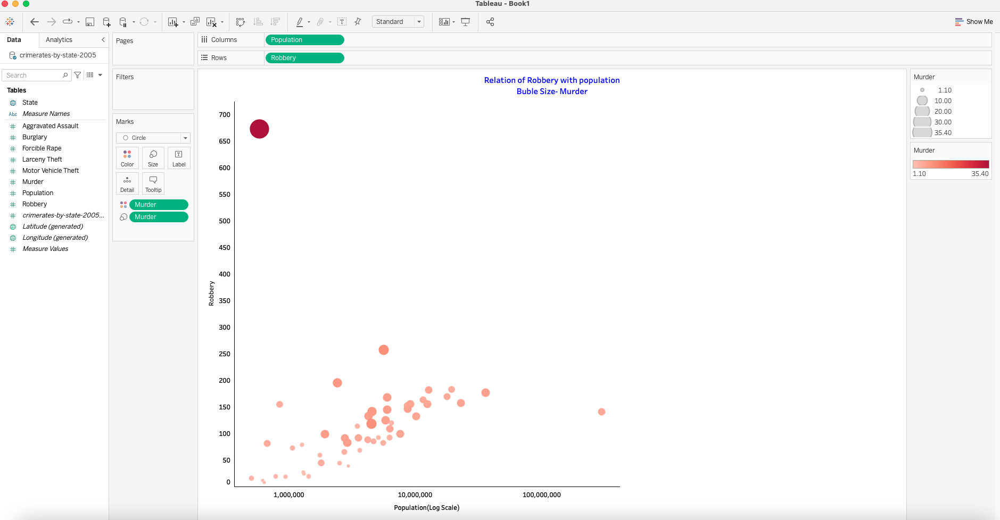 Tableau - Book1
Standard
Show Me
Data
Analytics
crimerates-by-state-2005
Search
Tables
State
Abc Measure Names
Aggravated Assault
Burglary
Forcible Rape
Larceny Theft
Motor Vehicle Theft
Murder
Population
Robbery
crimerates-by-state-2005...
Latitude (generated)
Longitude (generated)
Measure Values
Pages
Filters
Marks
Circle
Color
Size
T
Label
Detail
Tooltip
Murder
Murder
Columns
Population
Rows
Robbery
Relation of Robbery with population
Buble Size- Murder
700
650
600
550
500
450
400
350
300
250
200
150
100
50
0
Robbery
1,000,000
10,000,000
100,000,000
Population(Log Scale)
Murder
1.10
10.00
20.00
30.00
35.40
Murder
1.10
35.40